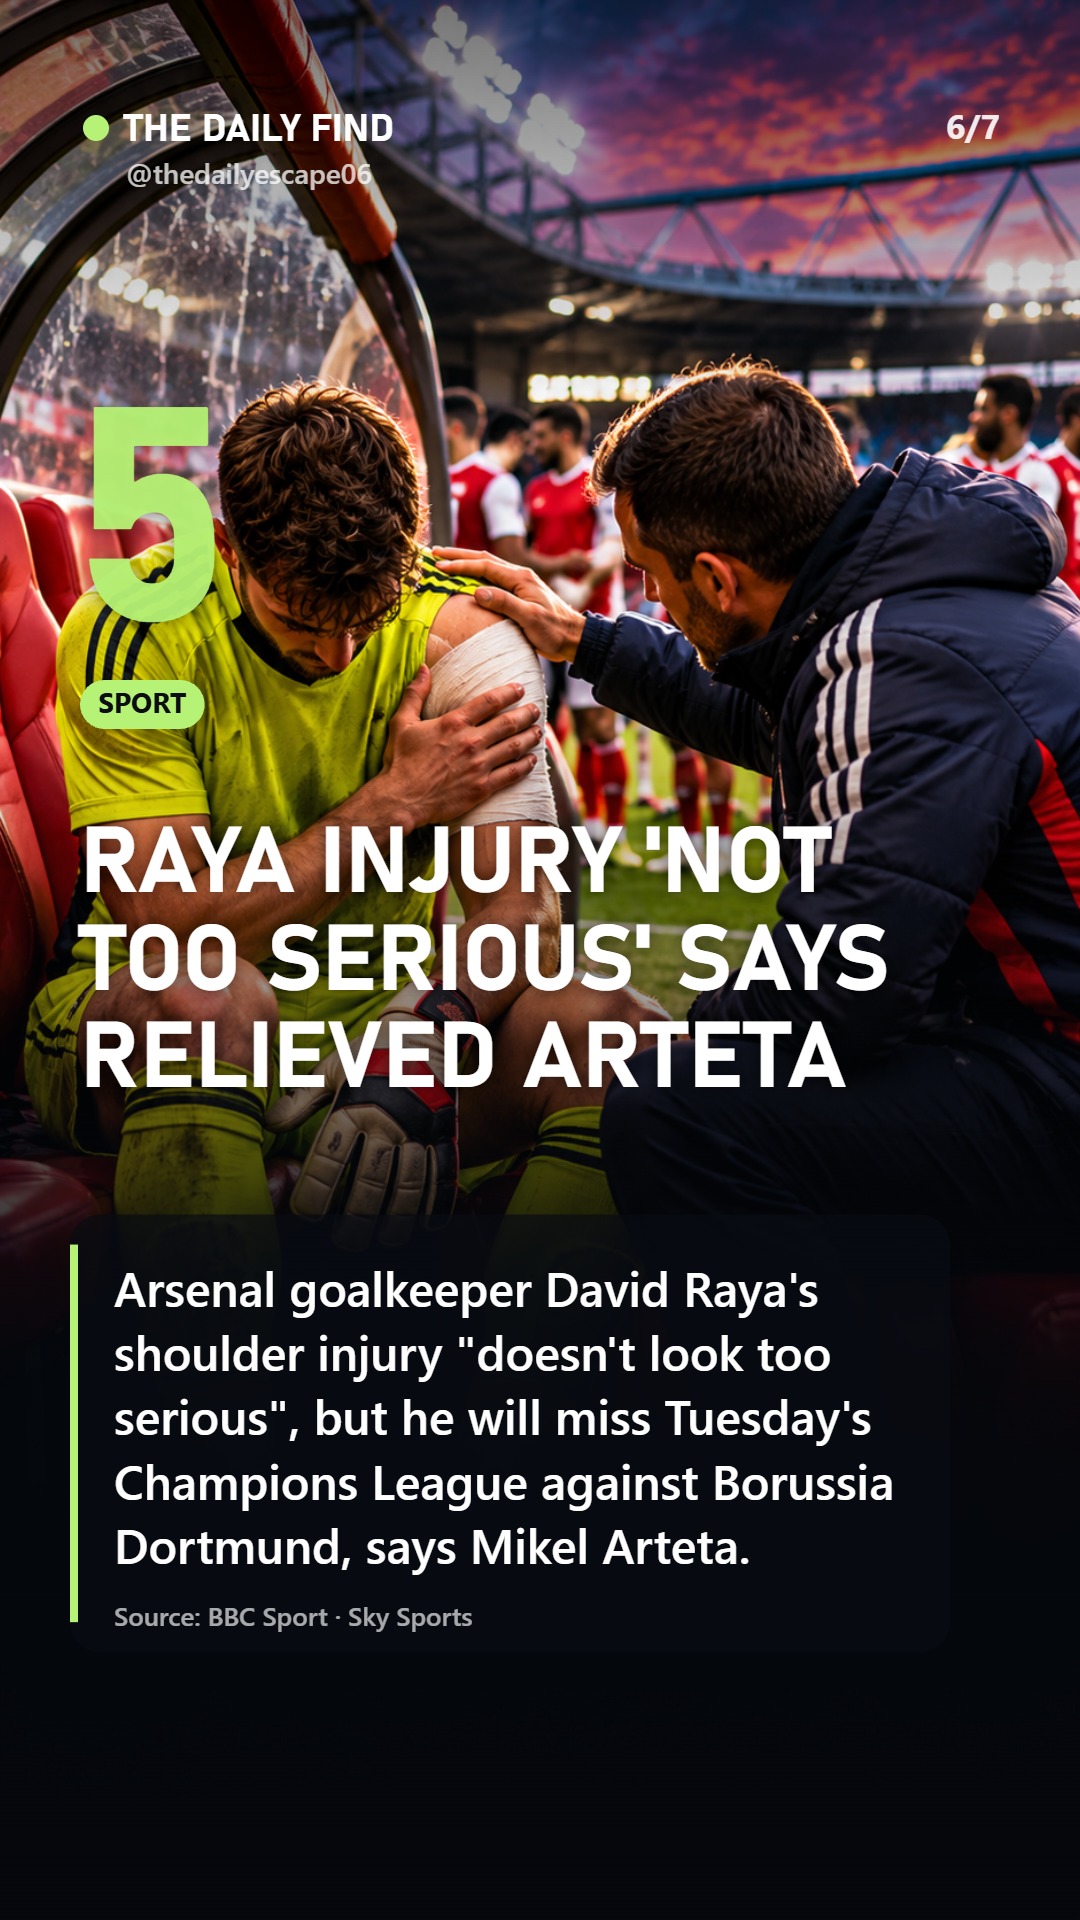 THE DAILY FIND
6/7
@thedailyescape06
5
SPORT
RAYA INJURY 'NOT
TOO SERIOUS' SAYS
RELIEVED ARTETA
Arsenal goalkeeper David Raya's
shoulder injury "doesn't look too
serious", but he will miss Tuesday's
Champions League against Borussia
Dortmund, says Mikel Arteta.
Source: BBC Sport · Sky Sports